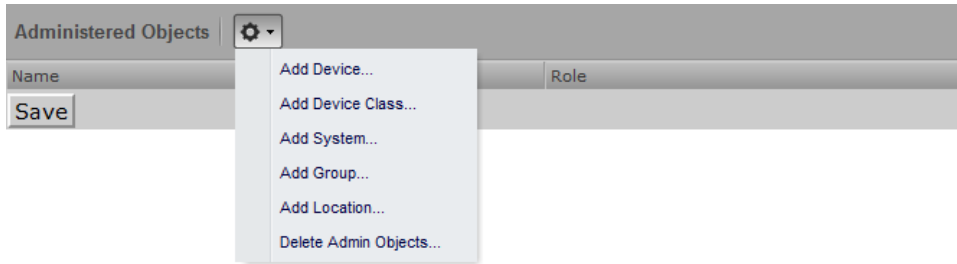 Administered Objects
Name Role
Save
Add Device...
Add Device Class...
Add System...
Add Group...
Add Location...
Delete Admin Objects...